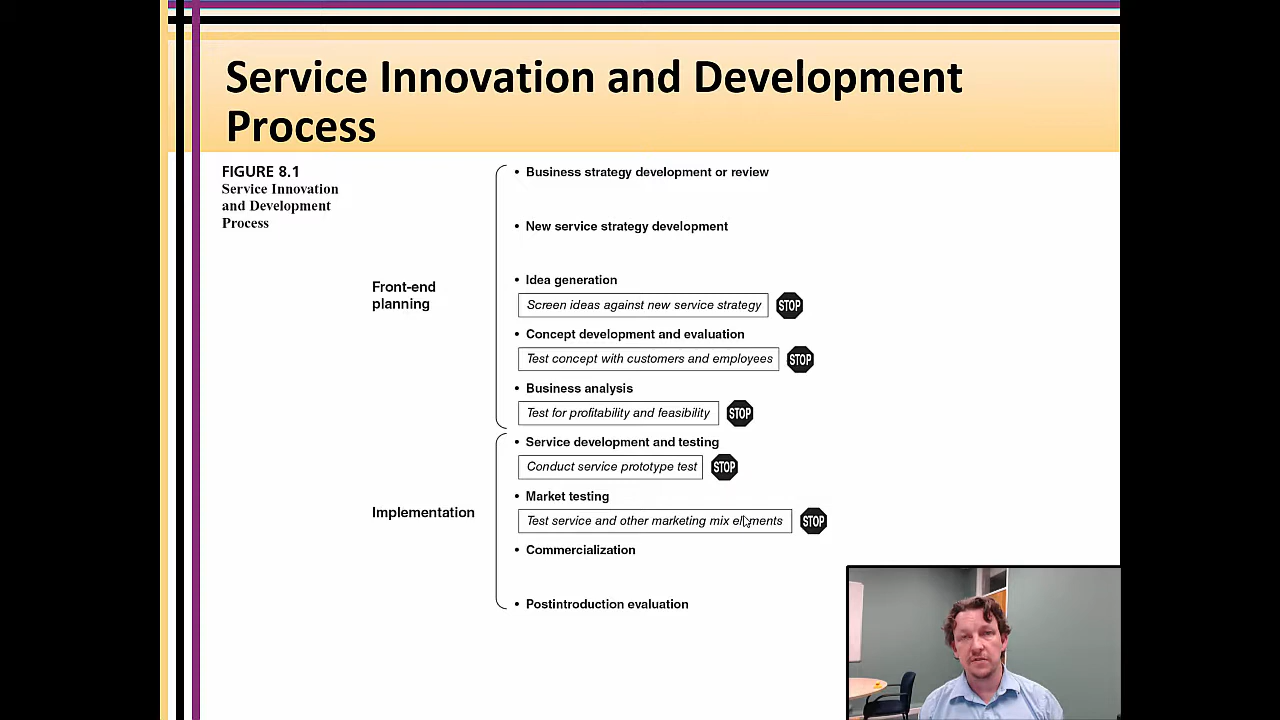 Service Innovation and Development
Process
FIGURE 8.1
Service Innovation
and Development
Process
Front-end
planning
• Business strategy development or review
• New service strategy development
• Idea generation
Screen ideas against new service strategy STOP
• Concept development and evaluation
Test concept with customers and employees STOP
• Business analysis
Test for profitability and feasibility STOP
Implementation
• Service development and testing
Conduct service prototype test STOP
• Market testing
Test service and other marketing mix elements STOP
• Commercialization
• Postintroduction evaluation